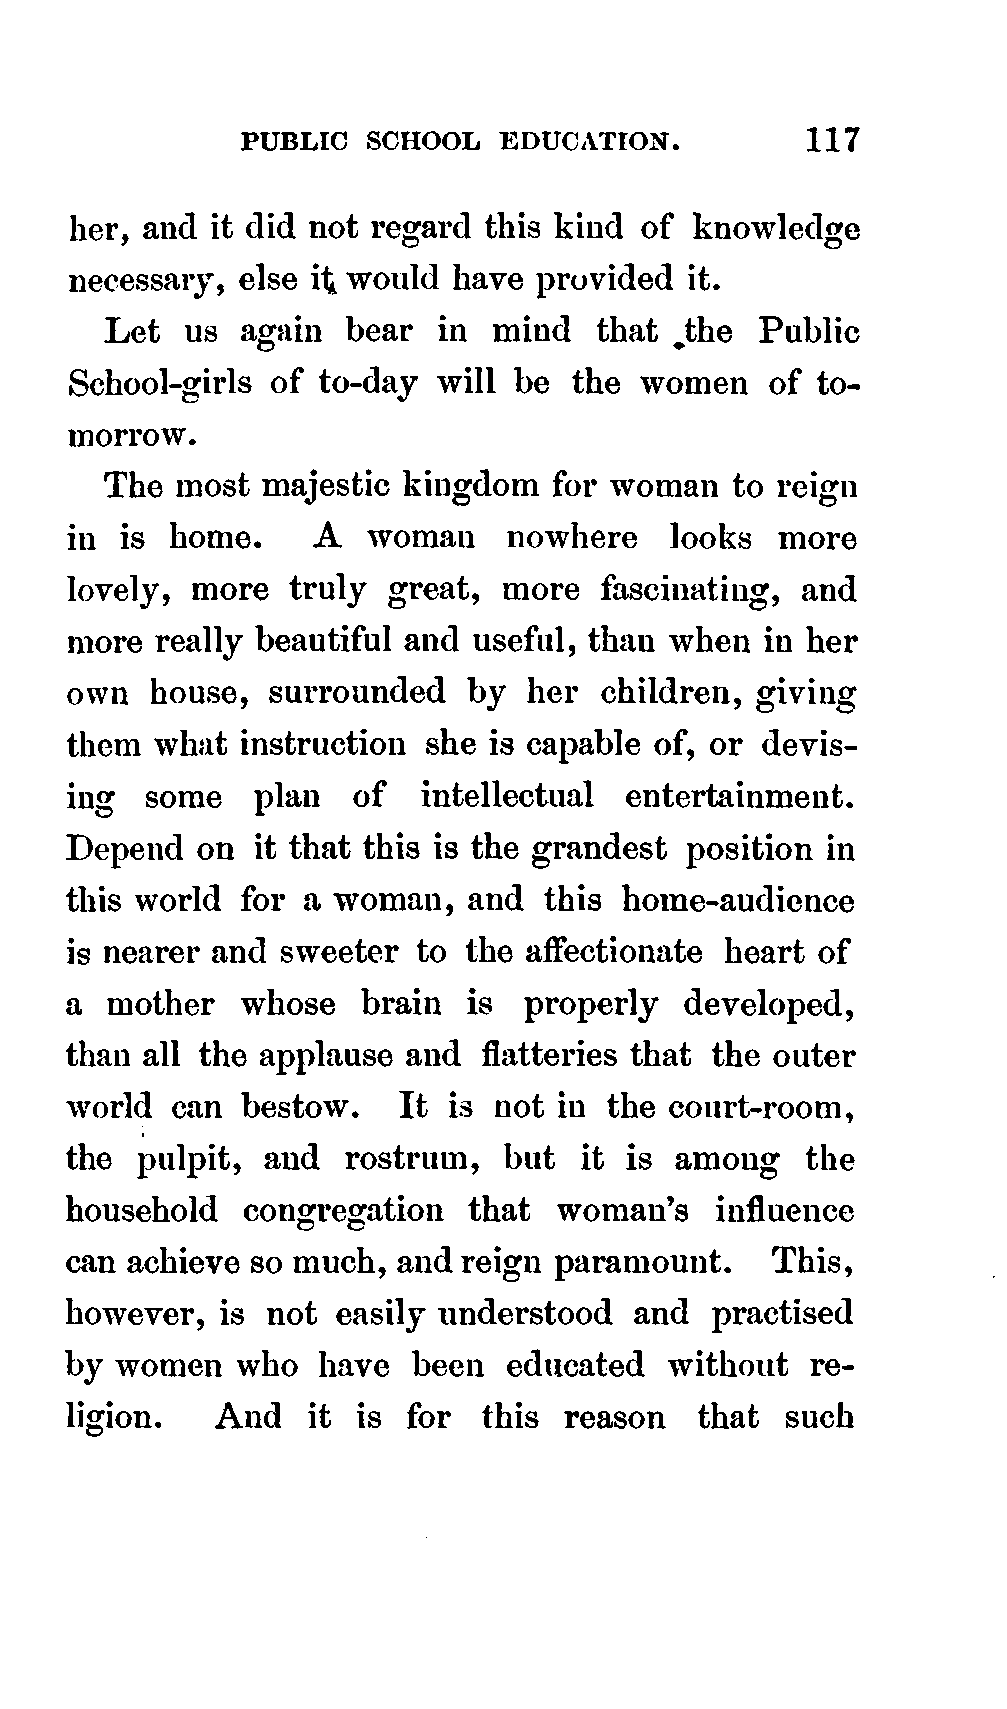 PUBLIC SCHOOL EDUCATION. 117
her, and it did not regard this kind of knowledge
necessary, else it would have provided it.
Let us again bear in mind that the Public
School-girls of to-day will be the women of to-
morrow.
The most majestic kingdom for woman to reign
in is home. A woman nowhere looks more
lovely, more truly great, more fascinating, and
more really beautiful and useful, than when in her
own house, surrounded by her children, giving
them what instruction she is capable of, or devis-
ing some plan of intellectual entertainment.
Depend on it that this is the grandest position in
this world for a woman, and this home-audience
is nearer and sweeter to the affectionate heart of
a mother whose brain is properly developed,
than all the applause and flatteries that the outer
world can bestow. It is not in the court-room,
the pulpit, and rostrum, but it is among the
household congregation that woman's influence
can achieve so much, and reign paramount. This,
however, is not easily understood and practised
by women who have been educated without re-
ligion. And it is for this reason that such